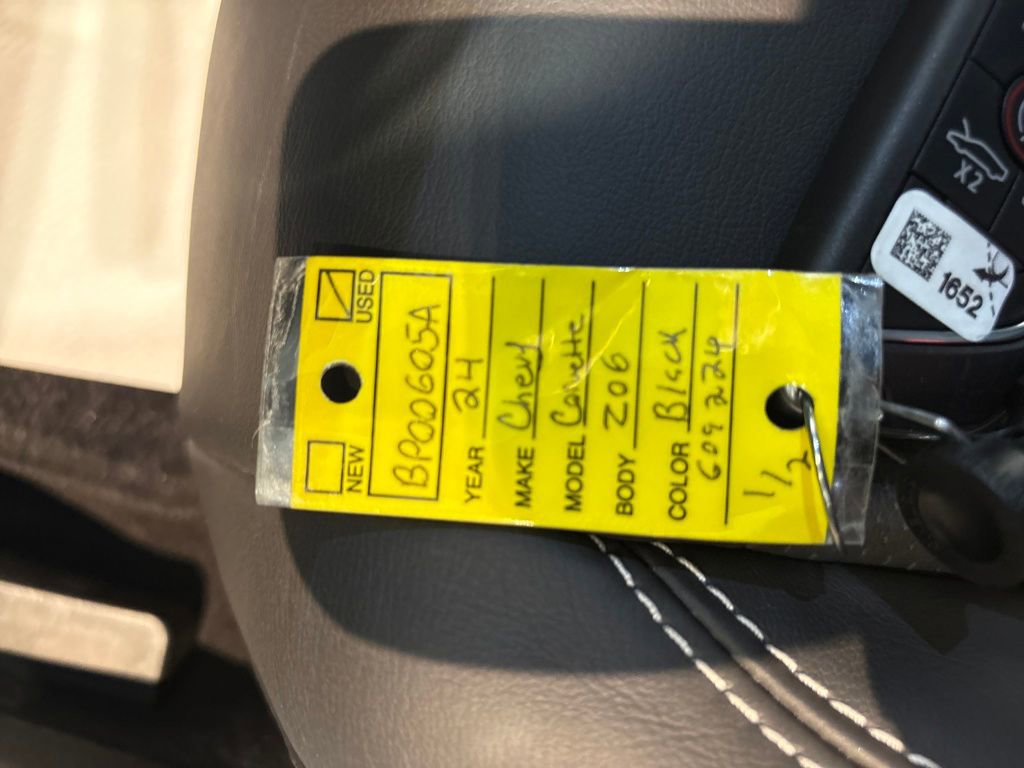 NEW USED
BP00605A
YEAR 24
MAKE Chevy
MODEL Corvette
BODY Z06
COLOR Black
609224
1/2
X2
1652